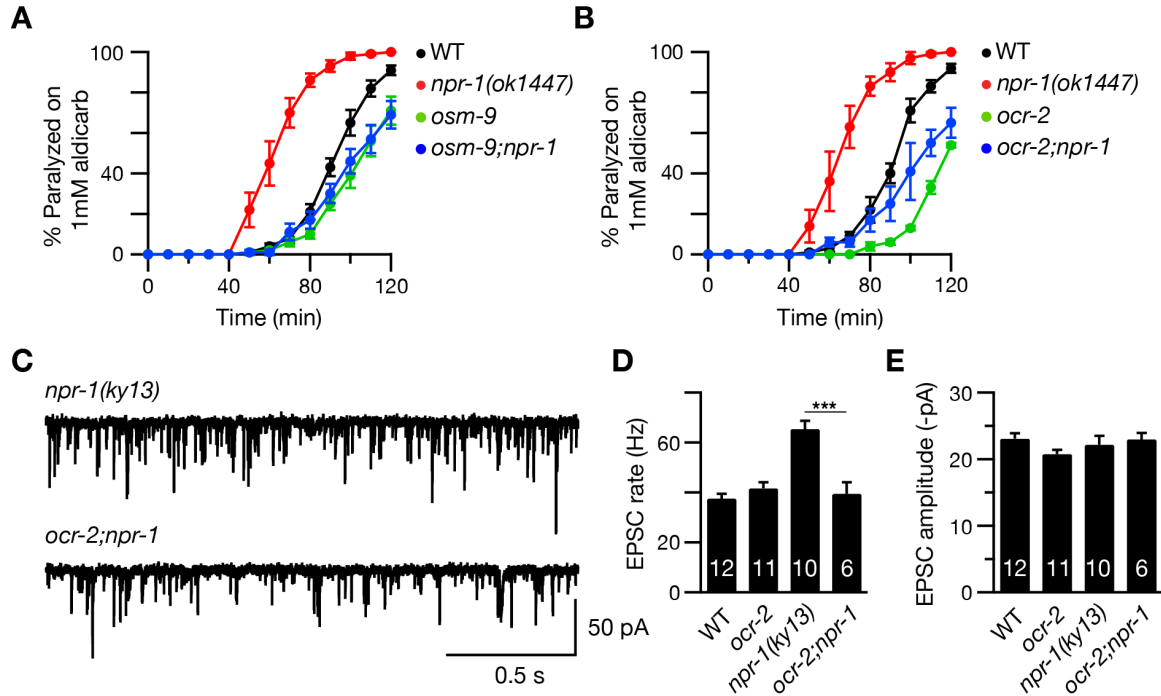 A
% Paralyzed on
1mM aldicarb
100
40
0
0
40
80
120
Time (min)
WT
npr-1(ok1447)
osm-9
osm-9;npr-1
B
% Paralyzed on
1mM aldicarb
100
40
0
0
40
80
120
Time (min)
WT
npr-1(ok1447)
ocr-2
ocr-2;npr-1
C
npr-1(ky13)
ocr-2;npr-1
50 pA
0.5 s
D
EPSC rate (Hz)
60
20
0
***
12
11
10
6
WT
ocr-2
npr-1(ky13)
ocr-2;npr-1
E
EPSC amplitude (-pA)
30
20
10
0
12
11
10
6
WT
ocr-2
npr-1(ky13)
ocr-2;npr-1